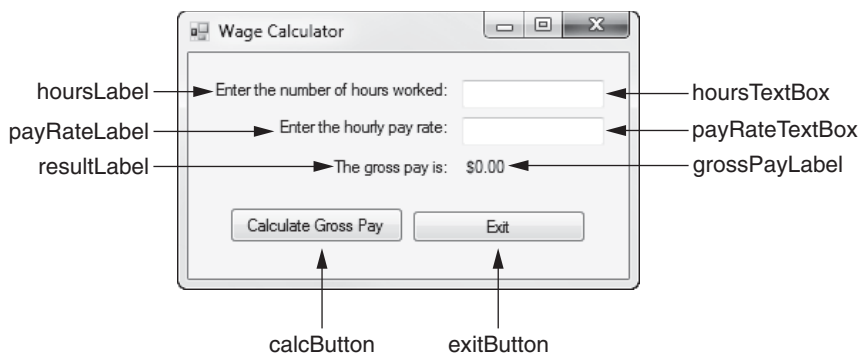 Wage Calculator
hoursLabel Enter the number of hours worked: hoursTextBox
payRateLabel Enter the hourly pay rate: payRateTextBox
resultLabel The gross pay is: $0.00 grossPayLabel
Calculate Gross Pay Exit
calcButton exitButton